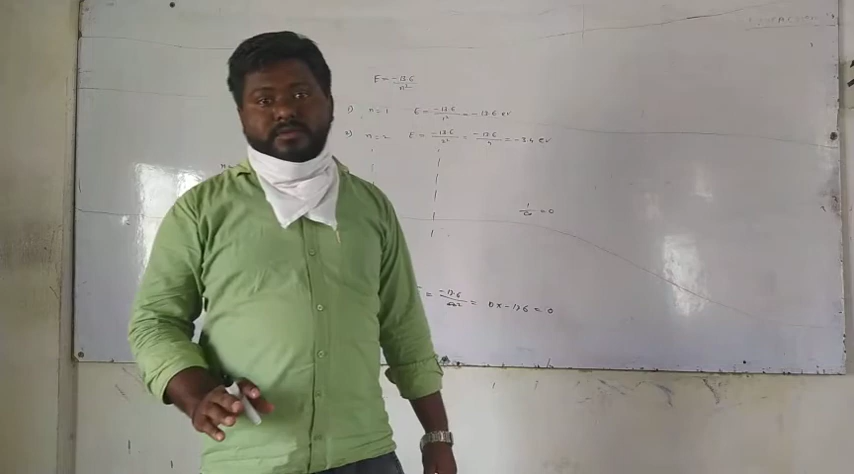 E = -13.6/n²
1) n=1 E = -13.6/1² = -13.6 eV
2) n=2 E = -13.6/2² = -13.6/4 = -3.4 eV
1/∞ = 0
= -13.6/∞² = 0x-13.6 = 0